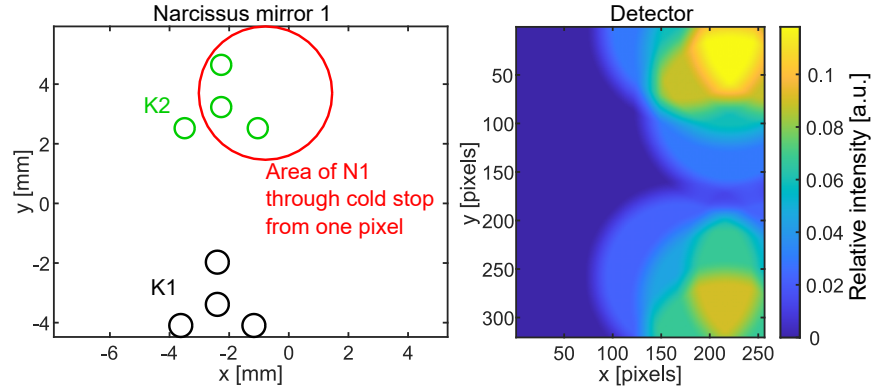 Narcissus mirror 1
y [mm]
4
2
0
-2
-4
K2
K1
Area of N1
through cold stop
from one pixel
-6 -4 -2 0 2 4
x [mm]
Detector
y [pixels]
50
100
150
200
250
300
50 100 150 200 250
x [pixels]
0.1
0.08
0.06
0.04
0.02
0
Relative intensity [a.u.]